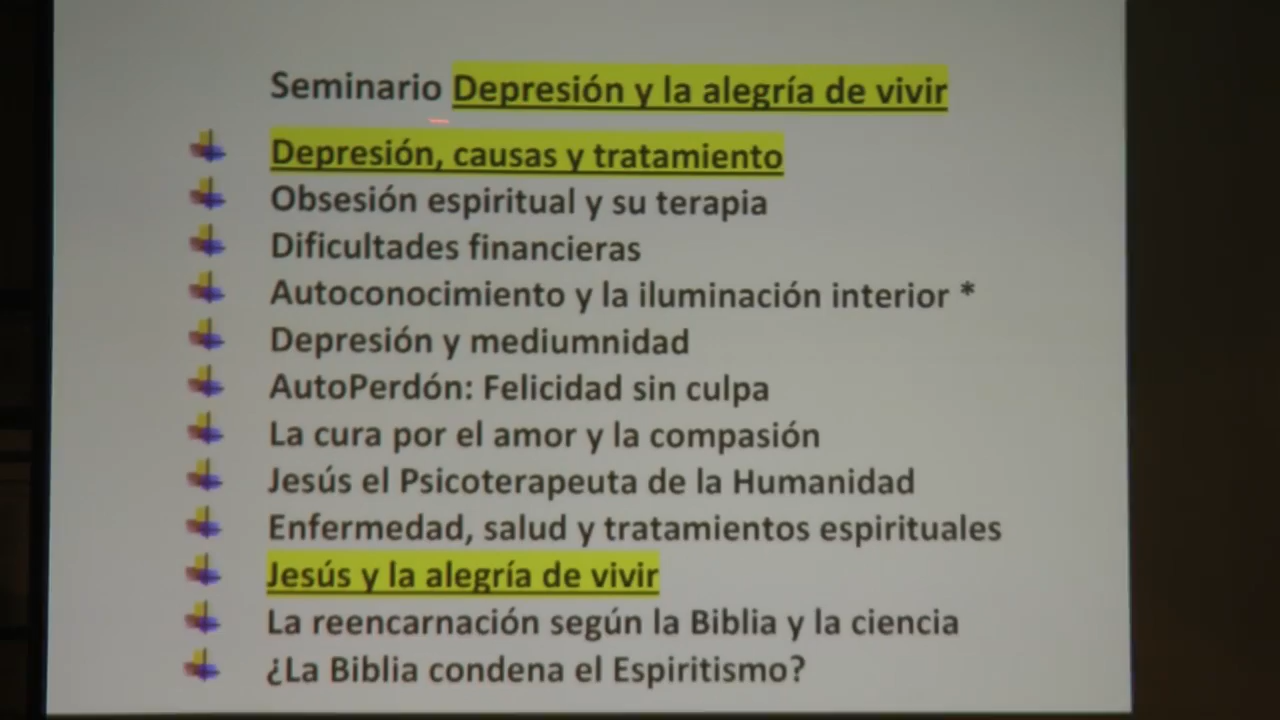 Seminario Depresión y la alegría de vivir
Depresión, causas y tratamiento
Obsesión espiritual y su terapia
Dificultades financieras
Autoconocimiento y la iluminación interior *
Depresión y mediumnidad
AutoPerdón: Felicidad sin culpa
La cura por el amor y la compasión
Jesús el Psicoterapeuta de la Humanidad
Enfermedad, salud y tratamientos espirituales
Jesús y la alegría de vivir
La reencarnación según la Biblia y la ciencia
¿La Biblia condena el Espiritismo?